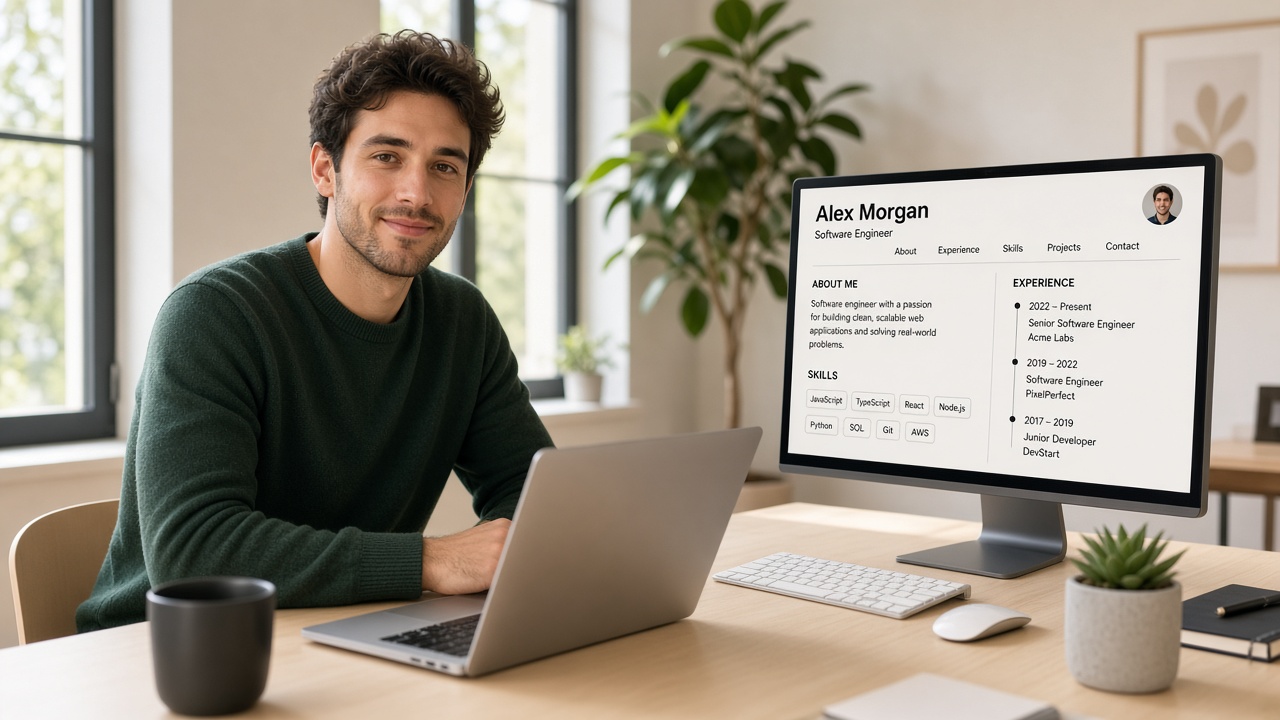 Alex Morgan
Software Engineer
About Experience Skills Projects Contact
ABOUT ME
Software engineer with a passion
for building clean, scalable web
applications and solving real-world
problems.
SKILLS
JavaScript TypeScript React Node.js
Python SQL Git AWS
EXPERIENCE
2022 – Present
Senior Software Engineer
Acme Labs
2019 – 2022
Software Engineer
PixelPerfect
2017 – 2019
Junior Developer
DevStart